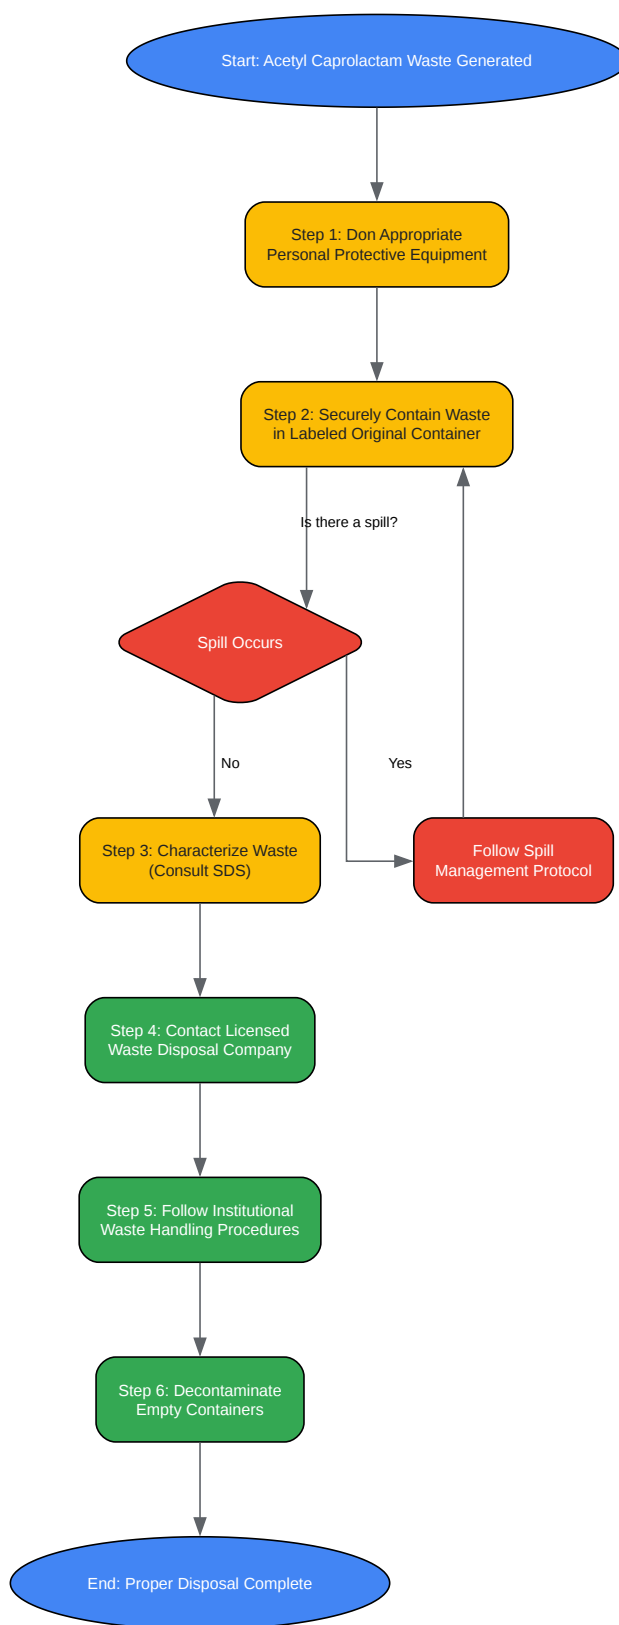 Start: Acetyl Caprolactam Waste Generated
Step 1: Don Appropriate
Personal Protective Equipment
Step 2: Securely Contain Waste
in Labeled Original Container
Is there a spill?
Spill Occurs
No
Yes
Step 3: Characterize Waste
(Consult SDS)
Follow Spill
Management Protocol
Step 4: Contact Licensed
Waste Disposal Company
Step 5: Follow Institutional
Waste Handling Procedures
Step 6: Decontaminate
Empty Containers
End: Proper Disposal Complete